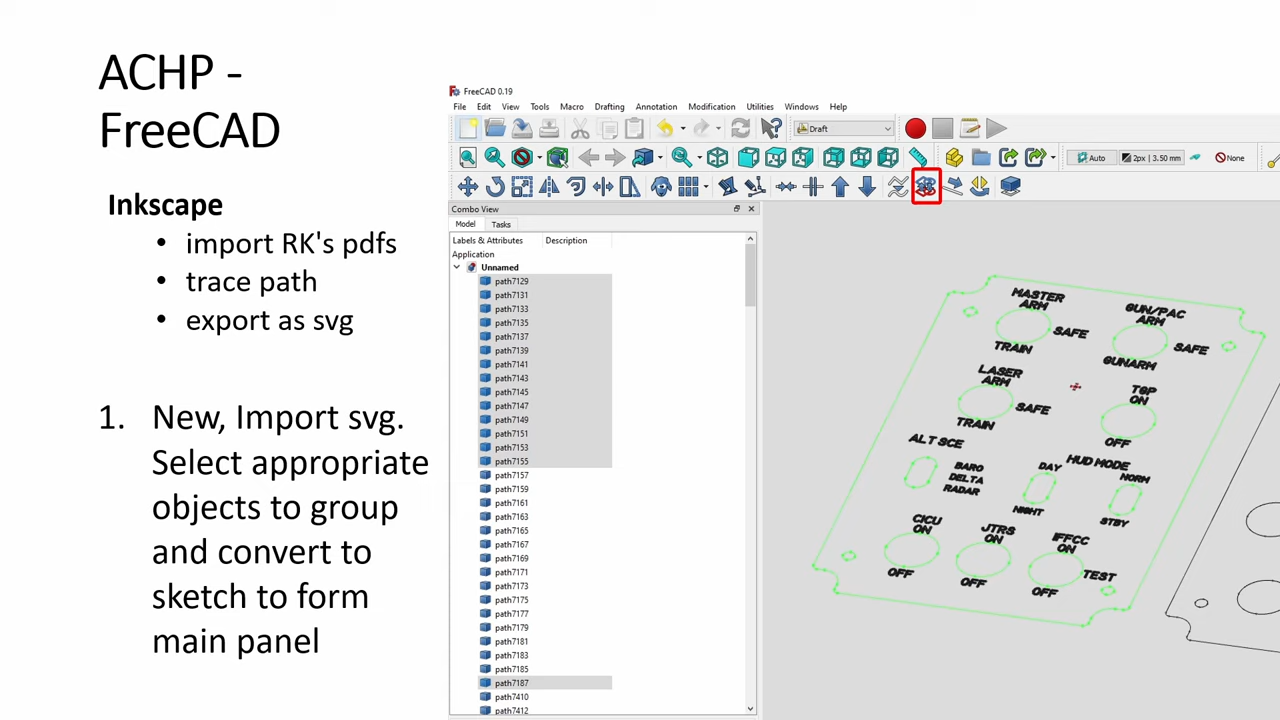 ACHP -
FreeCAD
Inkscape
• import RK's pdfs
• trace path
• export as svg
1. New, Import svg.
Select appropriate
objects to group
and convert to
sketch to form
main panel
FreeCAD 0.19
File Edit View Tools Macro Drafting Annotation Modification Utilities Windows Help
Draft
Auto 2px | 3.50 mm None
Combo View
Model Tasks
Labels & Attributes Description
Application
Unnamed
path7129
path7131
path7133
path7135
path7137
path7139
path7141
path7143
path7145
path7147
path7149
path7151
path7153
path7155
path7157
path7159
path7161
path7163
path7165
path7167
path7169
path7171
path7173
path7175
path7177
path7179
path7181
path7183
path7185
path7187
path7410
path7412
MASTER
ARM
SAFE
TRAIN
GUN/PAC
ARM
SAFE
GUNARM
LASER
ARM
SAFE
TRAIN
TGP
ON
OFF
ALT SCE
BARO
DELTA
RADAR
HUD MODE
DAY
NIGHT
NORM
STBY
CICU
ON
OFF
JTRS
ON
OFF
IFFCC
ON
TEST
OFF